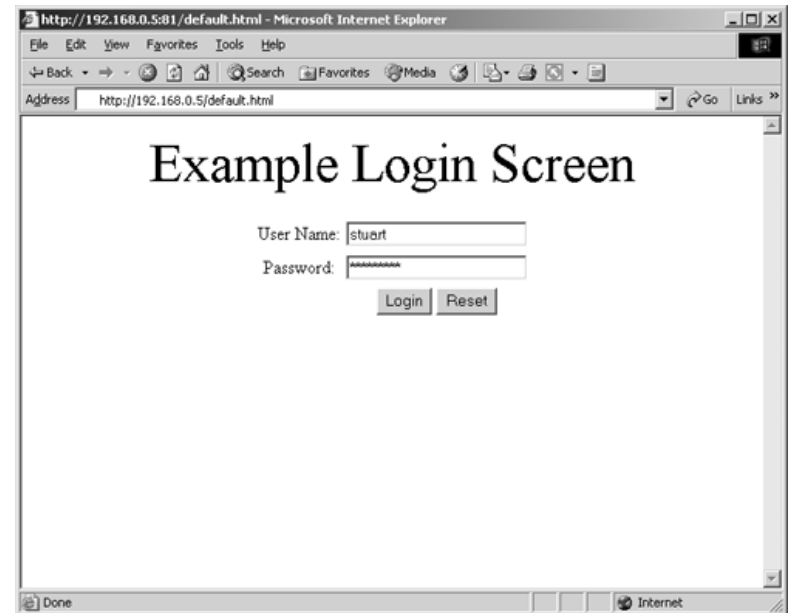 http://192.168.0.5:81/default.html - Microsoft Internet Explorer
File Edit View Favorites Tools Help
Back Search Favorites Media
Address http://192.168.0.5/default.html Go Links »
Example Login Screen
User Name: stuart
Password: *********
Login Reset
Done Internet